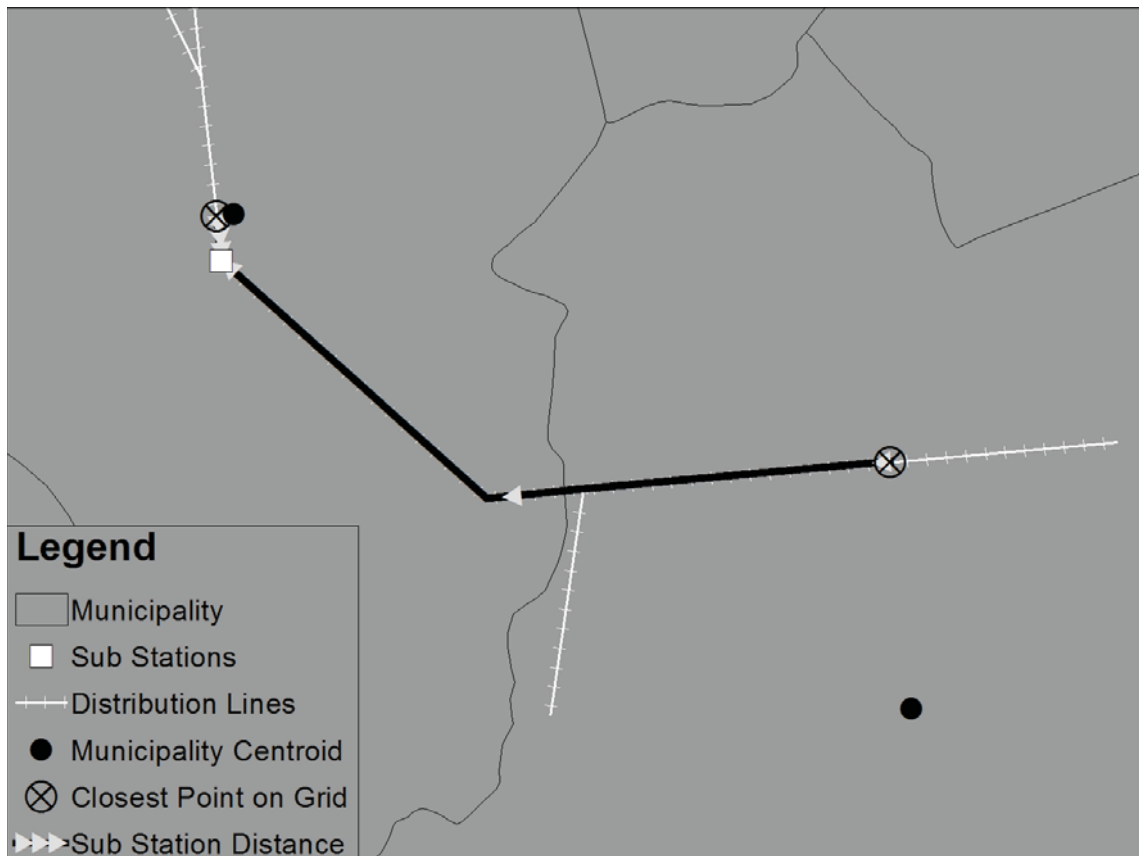 Legend
Municipality
Sub Stations
Distribution Lines
Municipality Centroid
Closest Point on Grid
Sub Station Distance